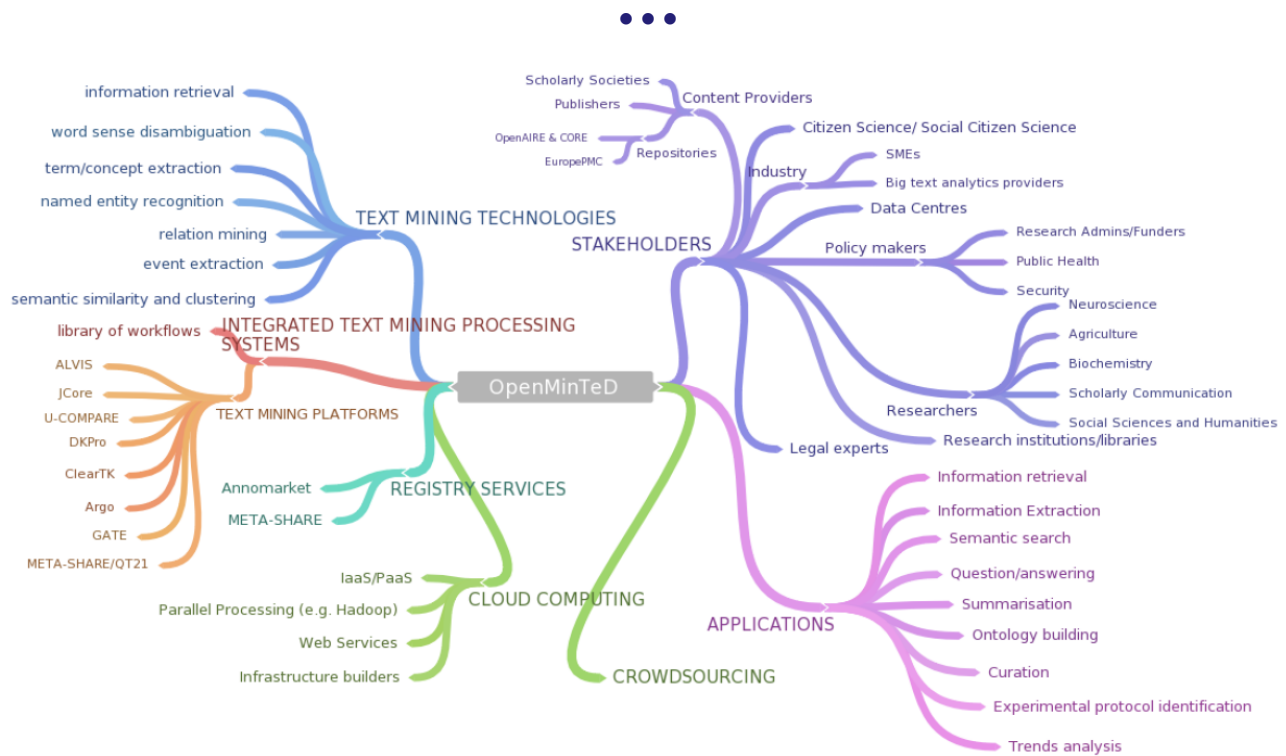 information retrieval
word sense disambiguation
term/concept extraction
named entity recognition
relation mining
event extraction
semantic similarity and clustering
TEXT MINING TECHNOLOGIES
library of workflows
INTEGRATED TEXT MINING PROCESSING
SYSTEMS
ALVIS
JCore
U-COMPARE
DKPro
ClearTK
Argo
GATE
META-SHARE/QT21
TEXT MINING PLATFORMS
Annomarket
META-SHARE
REGISTRY SERVICES
IaaS/PaaS
Parallel Processing (e.g. Hadoop)
Web Services
Infrastructure builders
CLOUD COMPUTING
OpenMinTeD
Scholarly Societies
Publishers
OpenAIRE & CORE
EuropePMC
Repositories
Content Providers
Citizen Science/ Social Citizen Science
Industry
SMEs
Big text analytics providers
Data Centres
STAKEHOLDERS
Policy makers
Research Admins/Funders
Public Health
Security
Neuroscience
Agriculture
Biochemistry
Scholarly Communication
Social Sciences and Humanities
Researchers
Research institutions/libraries
Legal experts
Information retrieval
Information Extraction
Semantic search
Question/answering
Summarisation
Ontology building
Curation
Experimental protocol identification
Trends analysis
APPLICATIONS
CROWDSOURCING